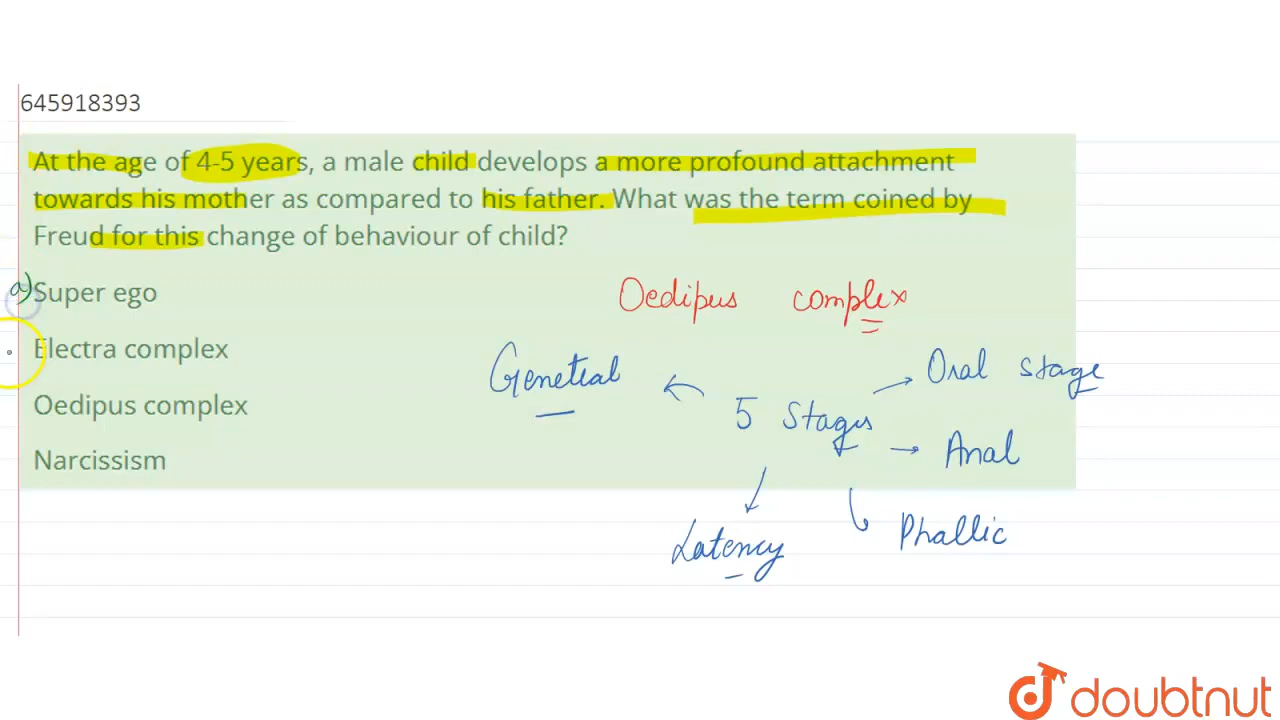 645918393
At the age of 4-5 years, a male child develops a more profound attachment
towards his mother as compared to his father. What was the term coined by
Freud for this change of behaviour of child?
a) Super ego
Oedipus complex
Electra complex
Genetial
Oral stage
5 Stages
Oedipus complex
Anal
Narcissism
Phallic
Latency
doubtnut